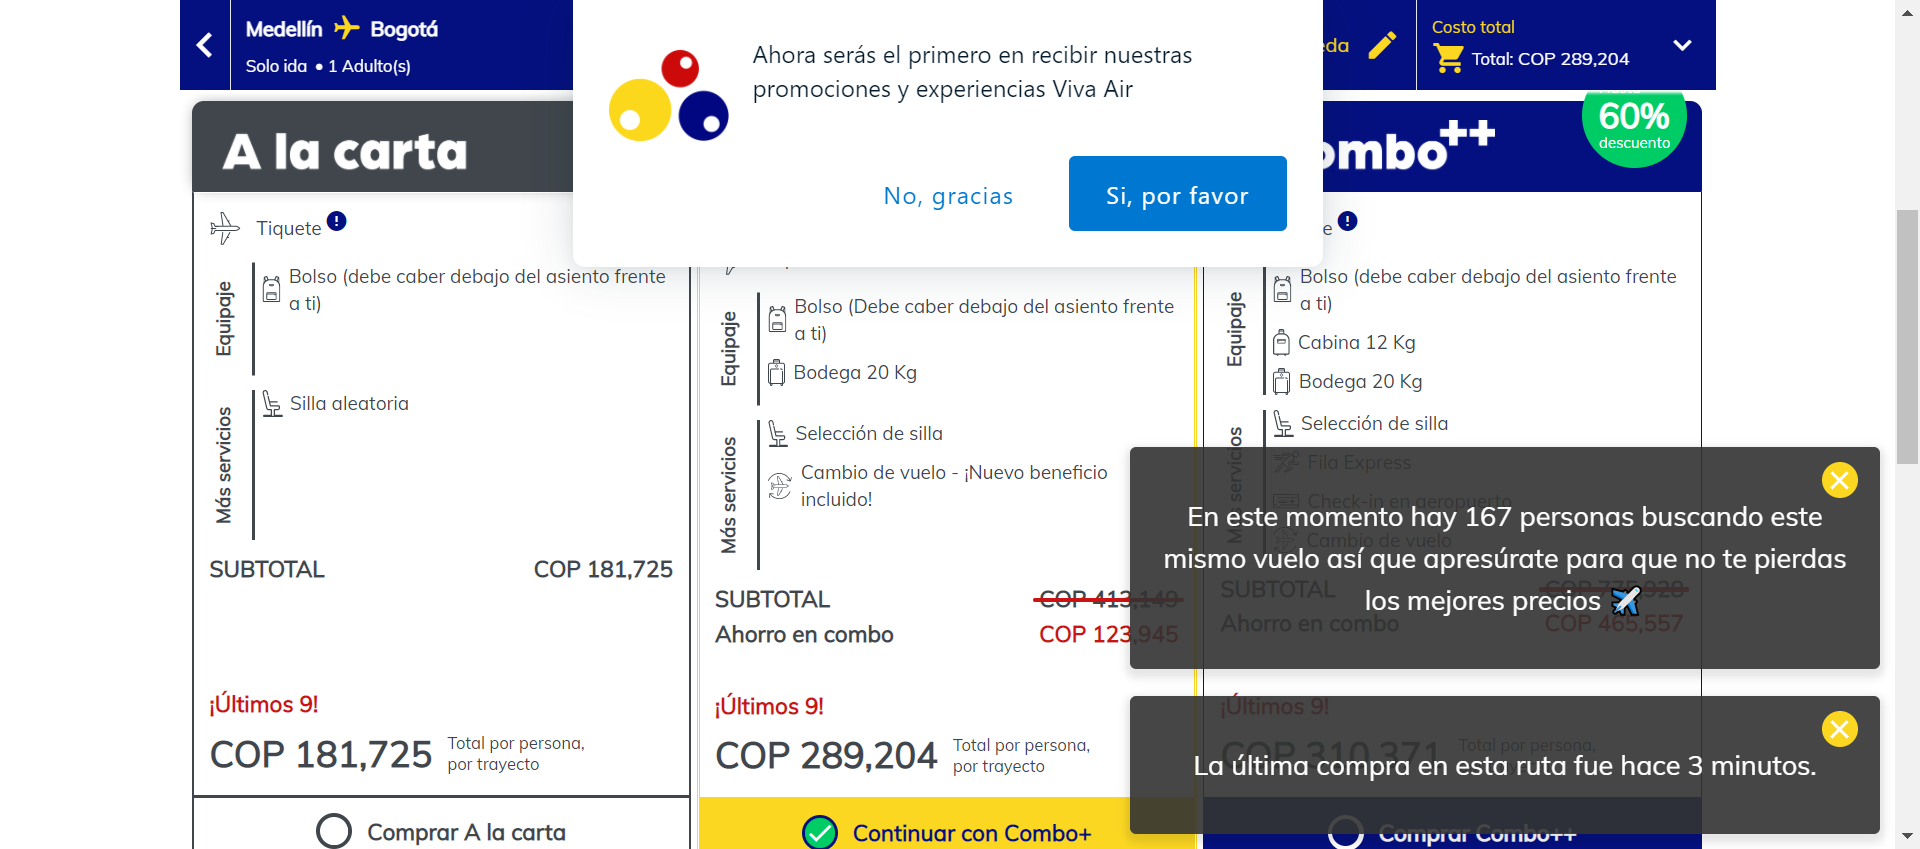 Medellín Bogotá
Solo ida • 1 Adulto(s)
Costo total
Total: COP 289,204
Ahora serás el primero en recibir nuestras
promociones y experiencias Viva Air
No, gracias
Si, por favor
A la carta
60%
descuento
Tiquete
Equipaje
Bolso (debe caber debajo del asiento frente
a ti)
Más servicios
Silla aleatoria
SUBTOTAL COP 181,725
¡Últimos 9!
COP 181,725
Total por persona,
por trayecto
Comprar A la carta
Equipaje
Bolso (Debe caber debajo del asiento frente
a ti)
Bodega 20 Kg
Más servicios
Selección de silla
Cambio de vuelo - ¡Nuevo beneficio
incluido!
SUBTOTAL COP 413,149
Ahorro en combo COP 123,945
¡Últimos 9!
COP 289,204
Total por persona,
por trayecto
Continuar con Combo+
Equipaje
Bolso (debe caber debajo del asiento frente
a ti)
Cabina 12 Kg
Bodega 20 Kg
Selección de silla
Fila Express
Check-in en aeropuerto
Cambio de vuelo
SUBTOTAL
Ahorro en combo COP 465,557
¡Últimos 9!
COP 310,371
Total por persona,
Comprar Combo++
En este momento hay 167 personas buscando este
mismo vuelo así que apresúrate para que no te pierdas
los mejores precios
La última compra en esta ruta fue hace 3 minutos.